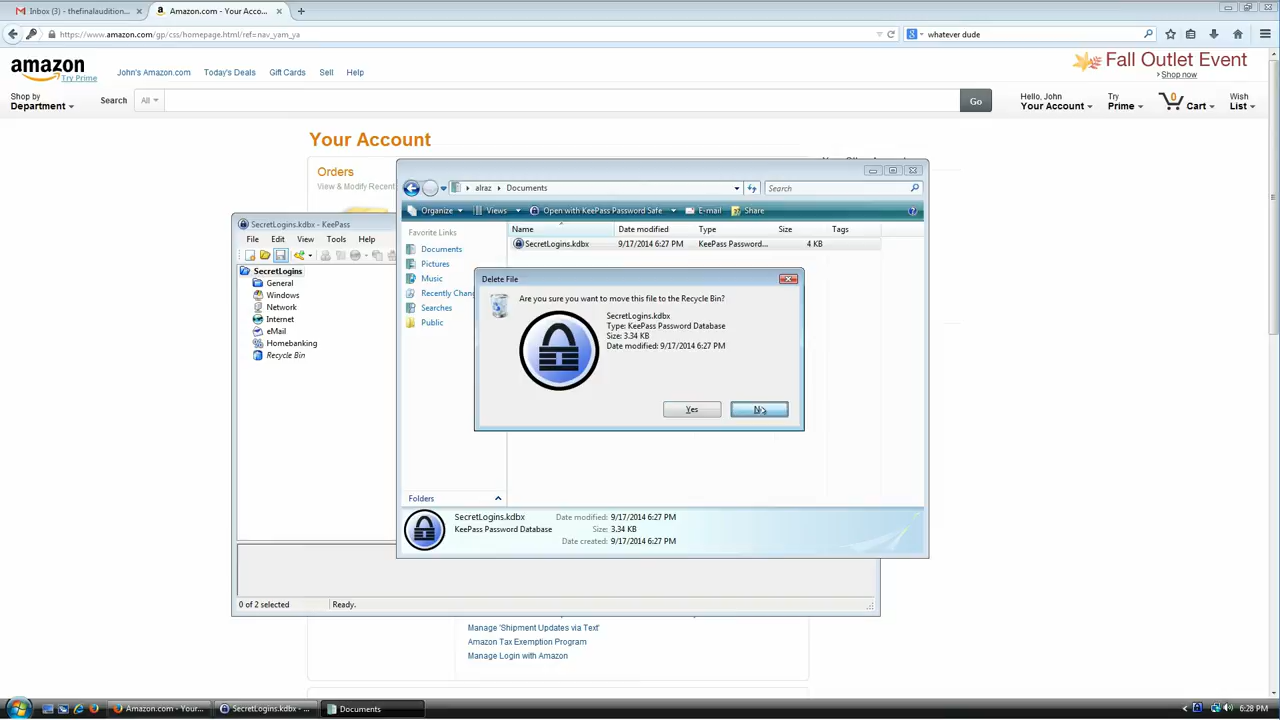 Inbox (3) - thefinalaudition... ×
Amazon.com - Your Acco... ×
https://www.amazon.com/gp/css/homepage.html/ref=nav_yam_ya
whatever dude
amazon
Try Prime
John's Amazon.com Today's Deals Gift Cards Sell Help
Fall Outlet Event
Shop now
Shop by
Department
Search All Go
Hello, John
Your Account
Try
Prime
0
Cart
Wish
List
Your Account
Orders
View & Modify Recent
alraz Documents
Search
Organize Views Open with KeePass Password Safe E-mail Share
Favorite Links
Documents
Pictures
Music
Recently Chan
Searches
Public
Folders
Name Date modified Type Size Tags
SecretLogins.kdbx 9/17/2014 6:27 PM KeePass Password... 4 KB
SecretLogins.kdbx - KeePass
File Edit View Tools Help
SecretLogins
General
Windows
Network
Internet
eMail
Homebanking
Recycle Bin
Delete File
Are you sure you want to move this file to the Recycle Bin?
SecretLogins.kdbx
Type: KeePass Password Database
Size: 3.34 KB
Date modified: 9/17/2014 6:27 PM
Yes
SecretLogins.kdbx Date modified: 9/17/2014 6:27 PM
KeePass Password Database Size: 3.34 KB
Date created: 9/17/2014 6:27 PM
0 of 2 selected Ready.
Manage 'Shipment Updates via Text'
Amazon Tax Exemption Program
Manage Login with Amazon
Amazon.com - Your... SecretLogins.kdbx - ... Documents 6:28 PM